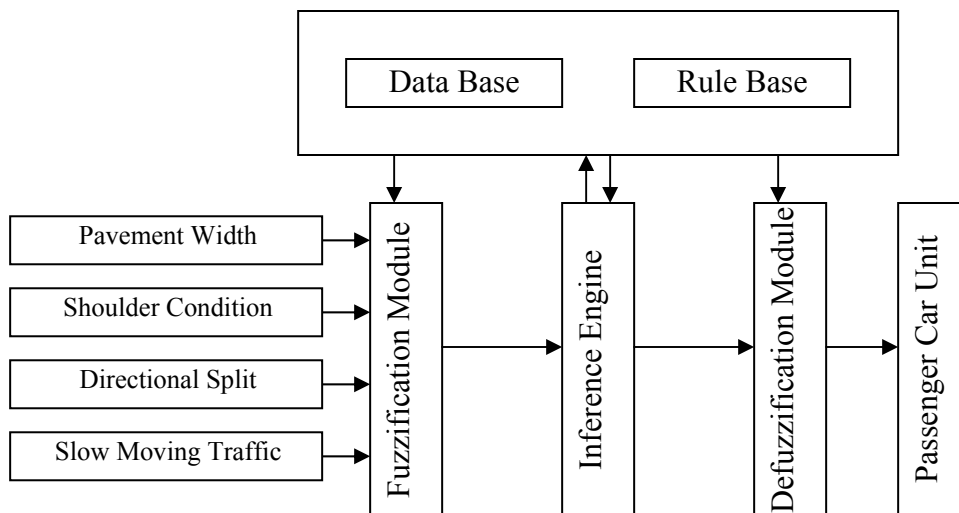 Data Base
Rule Base
Pavement Width
Shoulder Condition
Directional Split
Slow Moving Traffic
Fuzzification Module
Inference Engine
Defuzzification Module
Passenger Car Unit